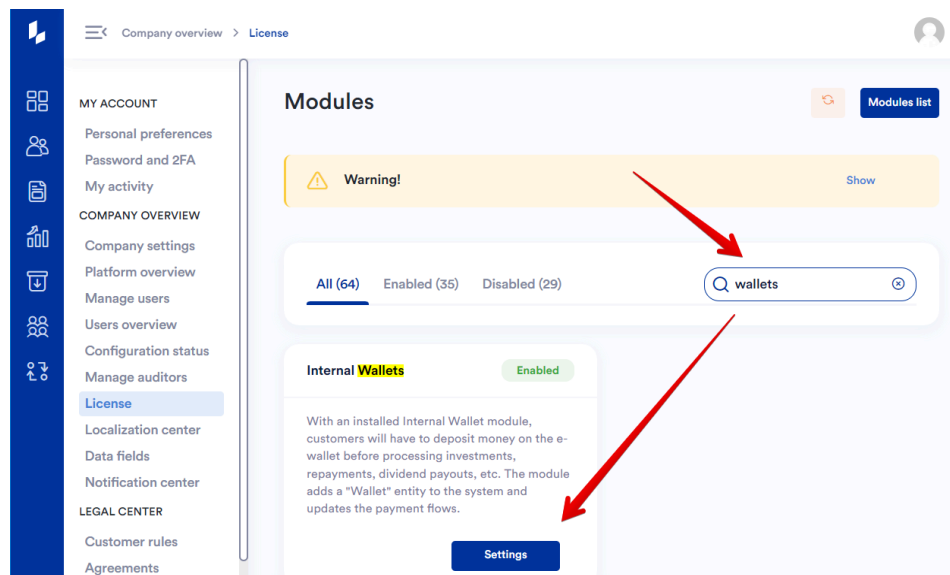 Company overview > License
MY ACCOUNT
Personal preferences
Password and 2FA
My activity
COMPANY OVERVIEW
Company settings
Platform overview
Manage users
Users overview
Configuration status
Manage auditors
License
Localization center
Data fields
Notification center
LEGAL CENTER
Customer rules
Agreements
Modules
Modules list
Warning!
Show
All (64) Enabled (35) Disabled (29)
wallets
Internal Wallets
Enabled
With an installed Internal Wallet module,
customers will have to deposit money on the e-
wallet before processing investments,
repayments, dividend payouts, etc. The module
adds a "Wallet" entity to the system and
updates the payment flows.
Settings